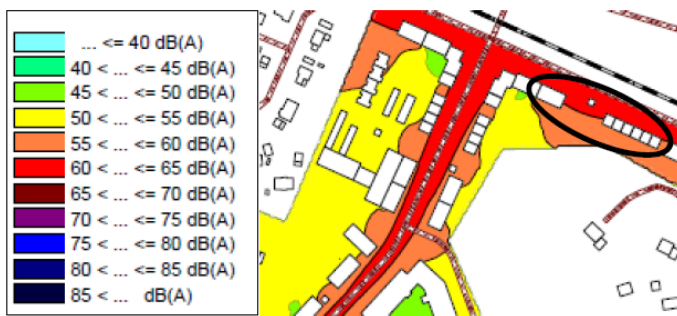 ... <= 40 dB(A)
40 < ... <= 45 dB(A)
45 < ... <= 50 dB(A)
50 < ... <= 55 dB(A)
55 < ... <= 60 dB(A)
60 < ... <= 65 dB(A)
65 < ... <= 70 dB(A)
70 < ... <= 75 dB(A)
75 < ... <= 80 dB(A)
80 < ... <= 85 dB(A)
85 < ... dB(A)